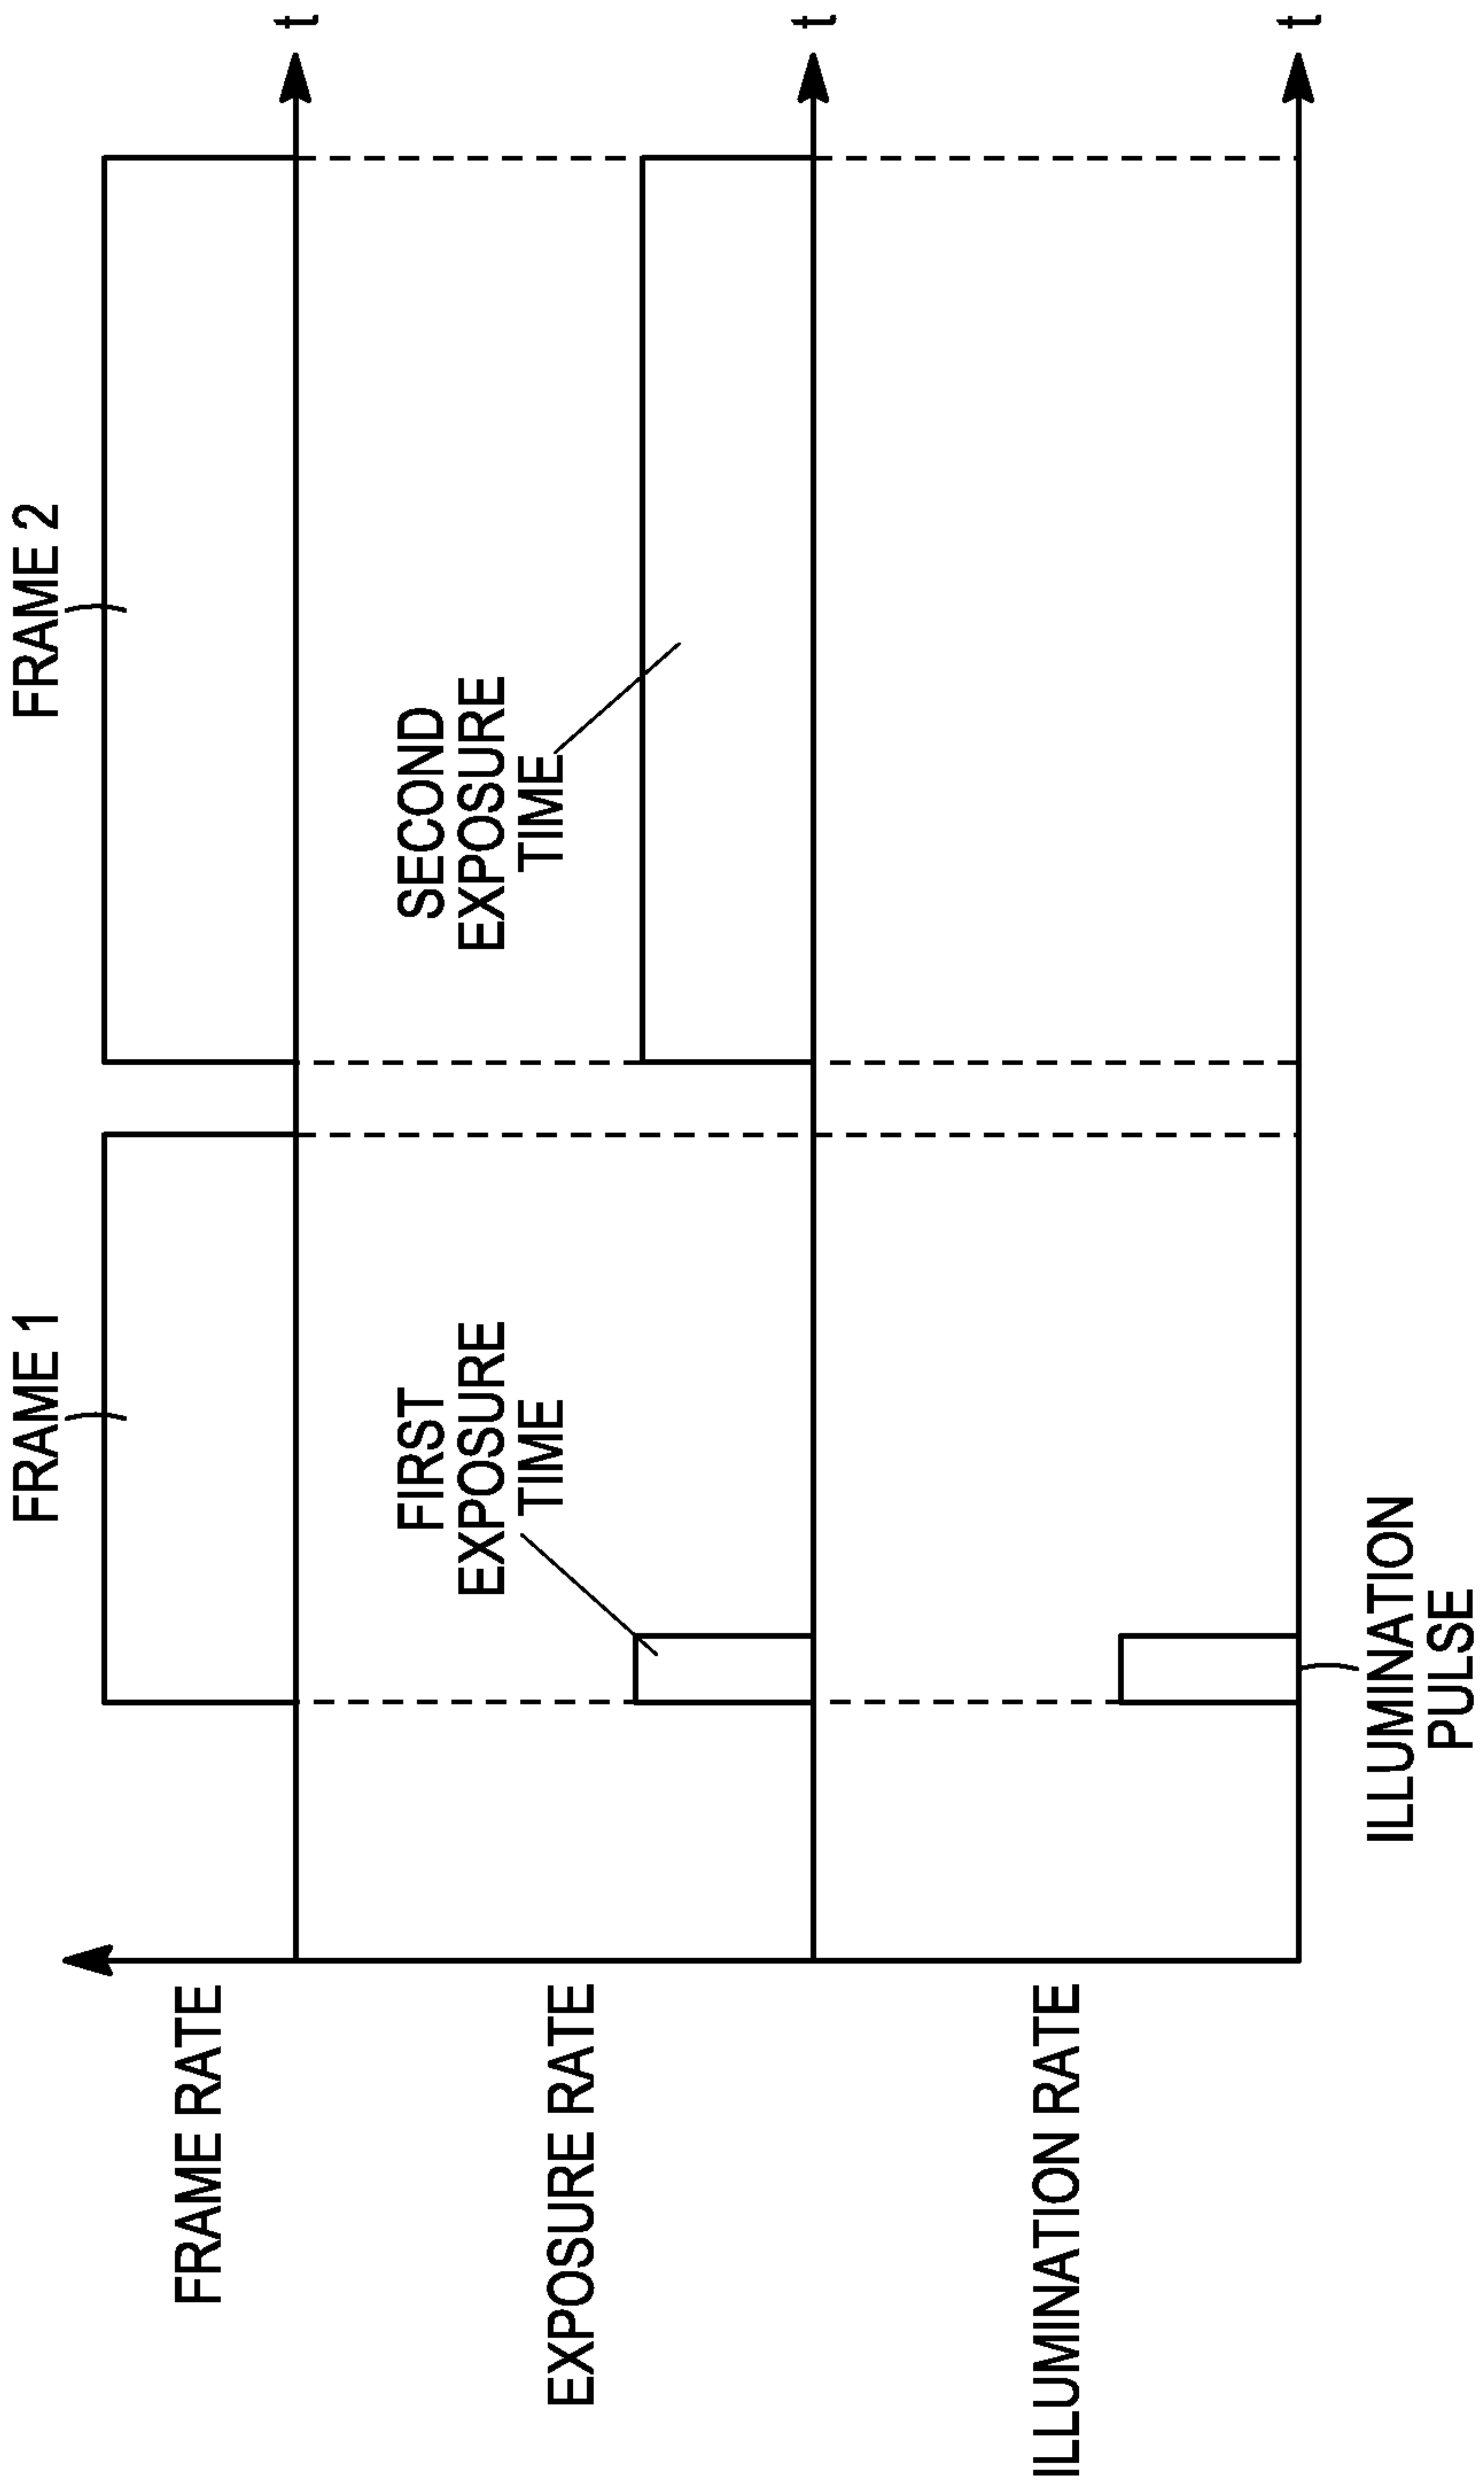 FRAME 1
FRAME 2
FRAME RATE
t
FIRST
EXPOSURE
TIME
SECOND
EXPOSURE
TIME
EXPOSURE RATE
t
ILLUMINATION RATE
t
ILLUMINATION
PULSE